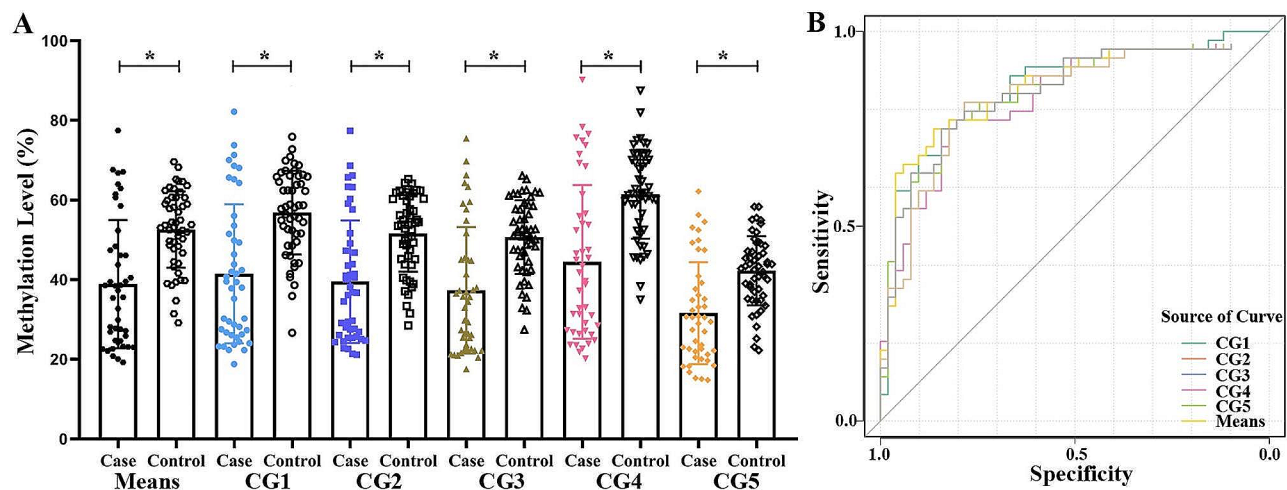 A
Methylation Level (%)
100
80
60
40
20
0
* * * * * *
Case Control Case Control Case Control Case Control Case Control Case Control
Means CG1 CG2 CG3 CG4 CG5
B
Sensitivity
1.0
0.5
0.0
Source of Curve
CG1
CG2
CG3
CG4
CG5
Means
1.0 0.5 0.0
Specificity